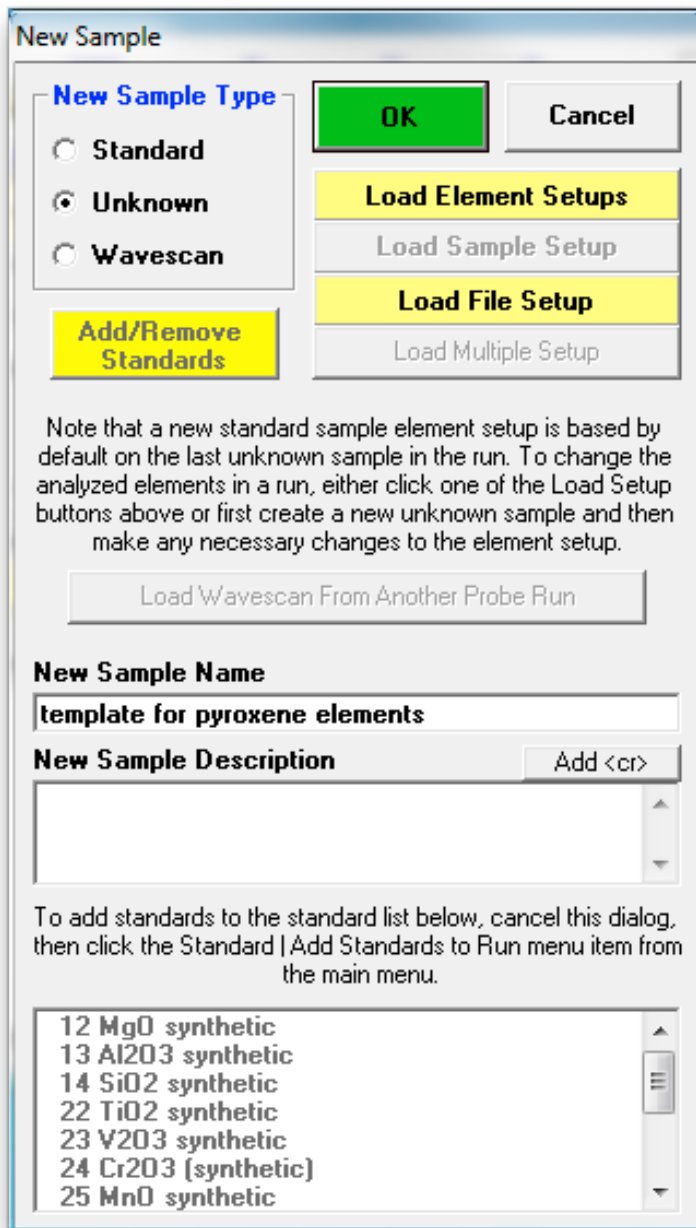 New Sample
New Sample Type
Standard
Unknown
Wavescan
OK
Cancel
Load Element Setups
Load Sample Setup
Load File Setup
Load Multiple Setup
Add/Remove
Standards
Note that a new standard sample element setup is based by
default on the last unknown sample in the run. To change the
analyzed elements in a run, either click one of the Load Setup
buttons above or first create a new unknown sample and then
make any necessary changes to the element setup.
Load Wavescan From Another Probe Run
New Sample Name
template for pyroxene elements
New Sample Description
Add <cr>
To add standards to the standard list below, cancel this dialog,
then click the Standard | Add Standards to Run menu item from
the main menu.
12 MgO synthetic
13 Al2O3 synthetic
14 SiO2 synthetic
22 TiO2 synthetic
23 V2O3 synthetic
24 Cr2O3 (synthetic)
25 MnO synthetic